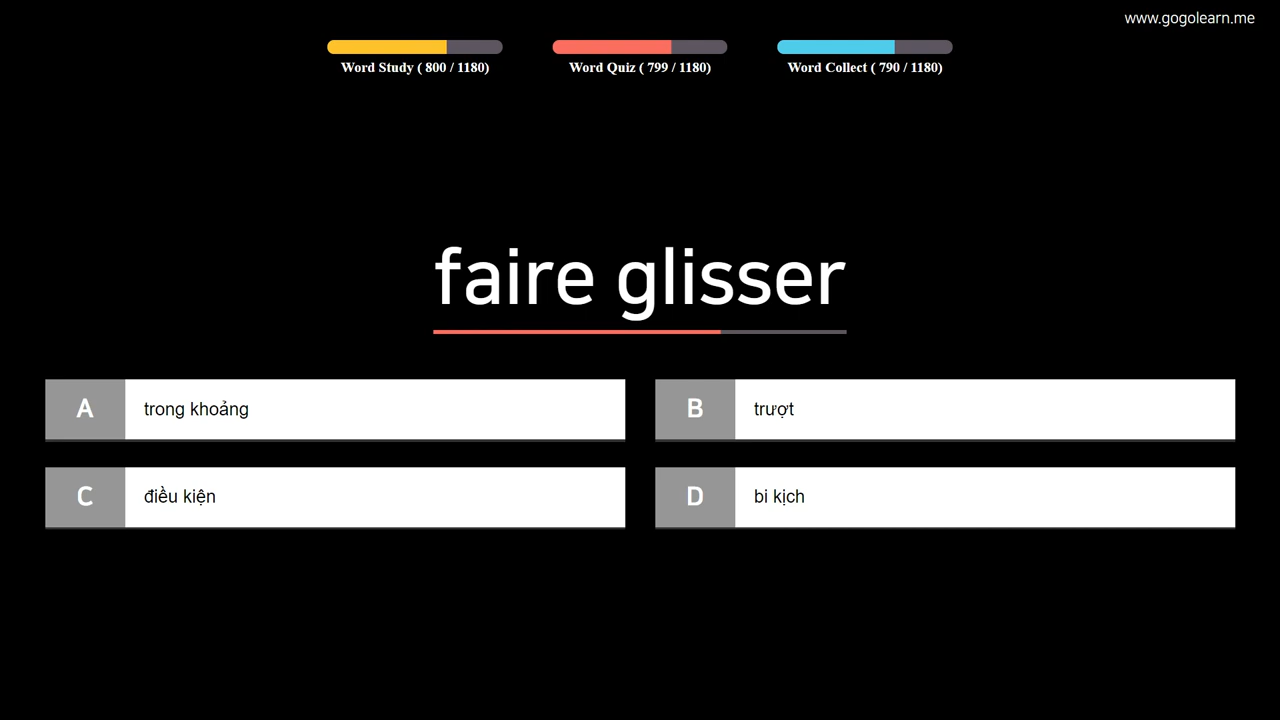 www.gogolearn.me
Word Study ( 800 / 1180)
Word Quiz ( 799 / 1180)
Word Collect ( 790 / 1180)
faire glisser
A trong khoảng
B trượt
C điều kiện
D bi kịch